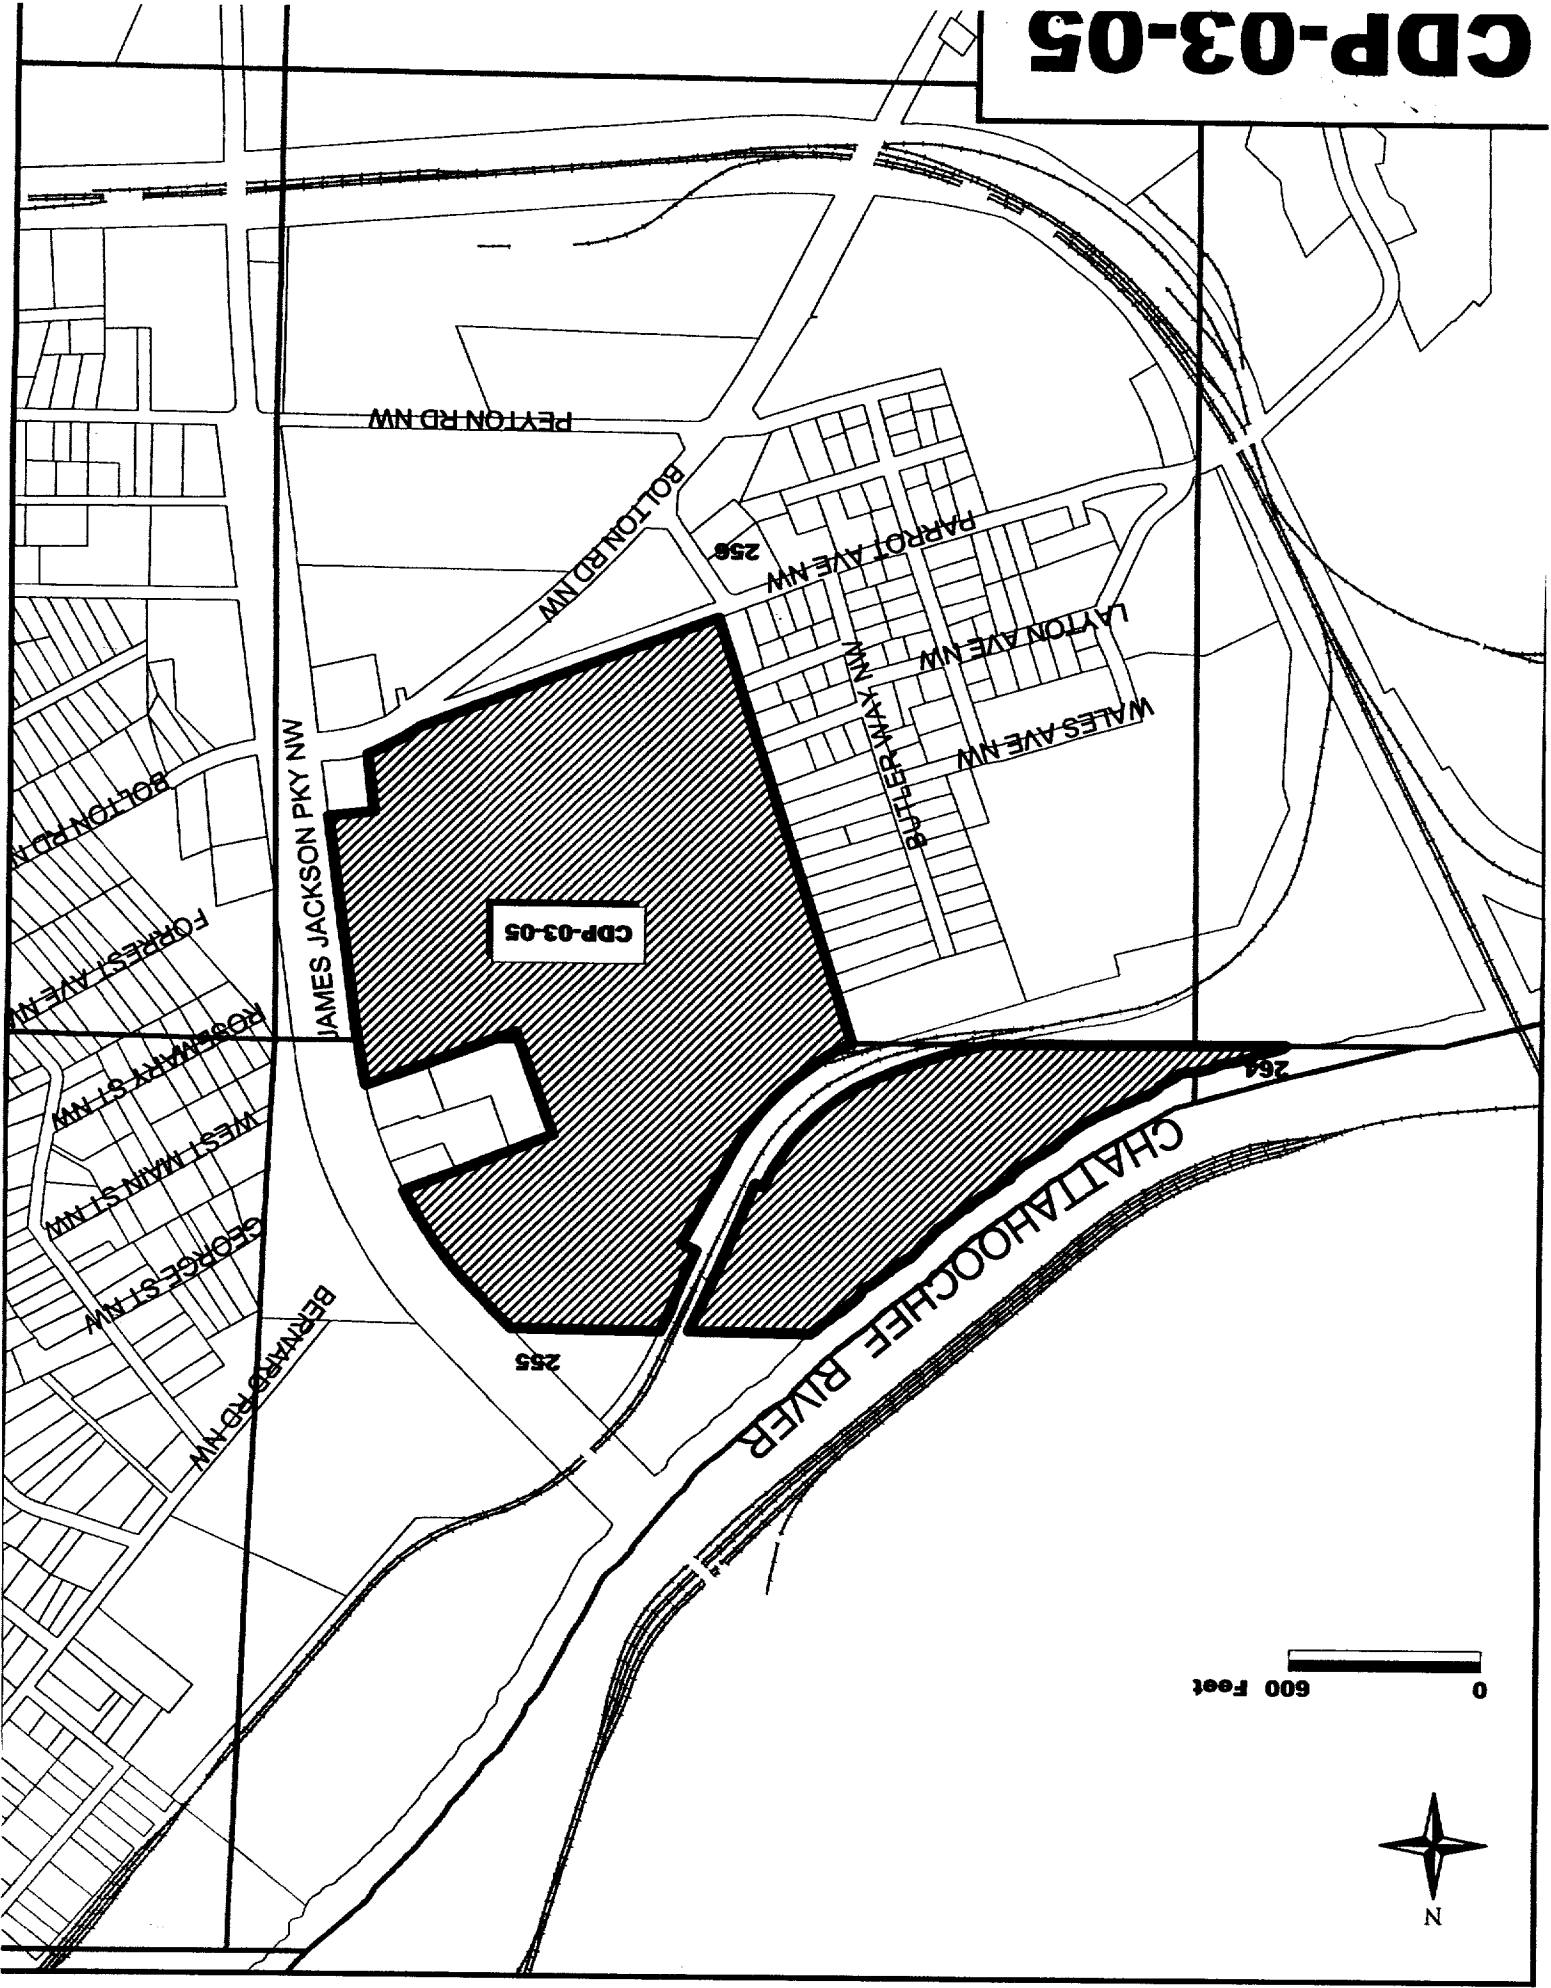 N
0 600 Feet
CHATTAHOOCHEE RIVER
BERNARD RD NW
255
GEORGE ST NW
WEST MAIN ST NW
ROSEMARY ST NW
264
FORREST AVE NW
JAMES JACKSON PKY NW
CDP-03-05
BOLTON RD N
BUTLER WAY NW
WALES AVE NW
LAYTON AVE NW
PARROT AVE NW
256
BOLTON RD NW
PEYTON RD NW
CDP-03-05